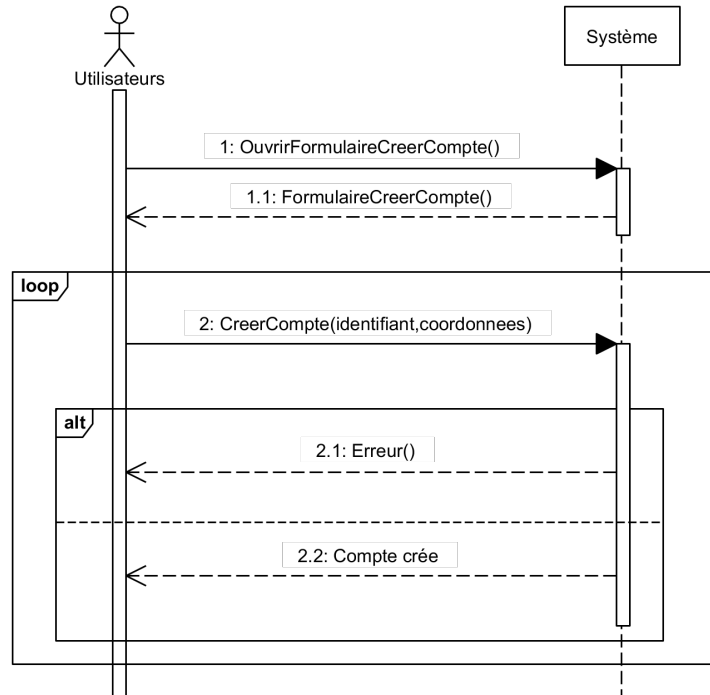 Système
Utilisateurs
1: OuvrirFormulaireCreerCompte()
1.1: FormulaireCreerCompte()
loop
2: CreerCompte(identifiant,coordonnees)
alt
2.1: Erreur()
2.2: Compte crée